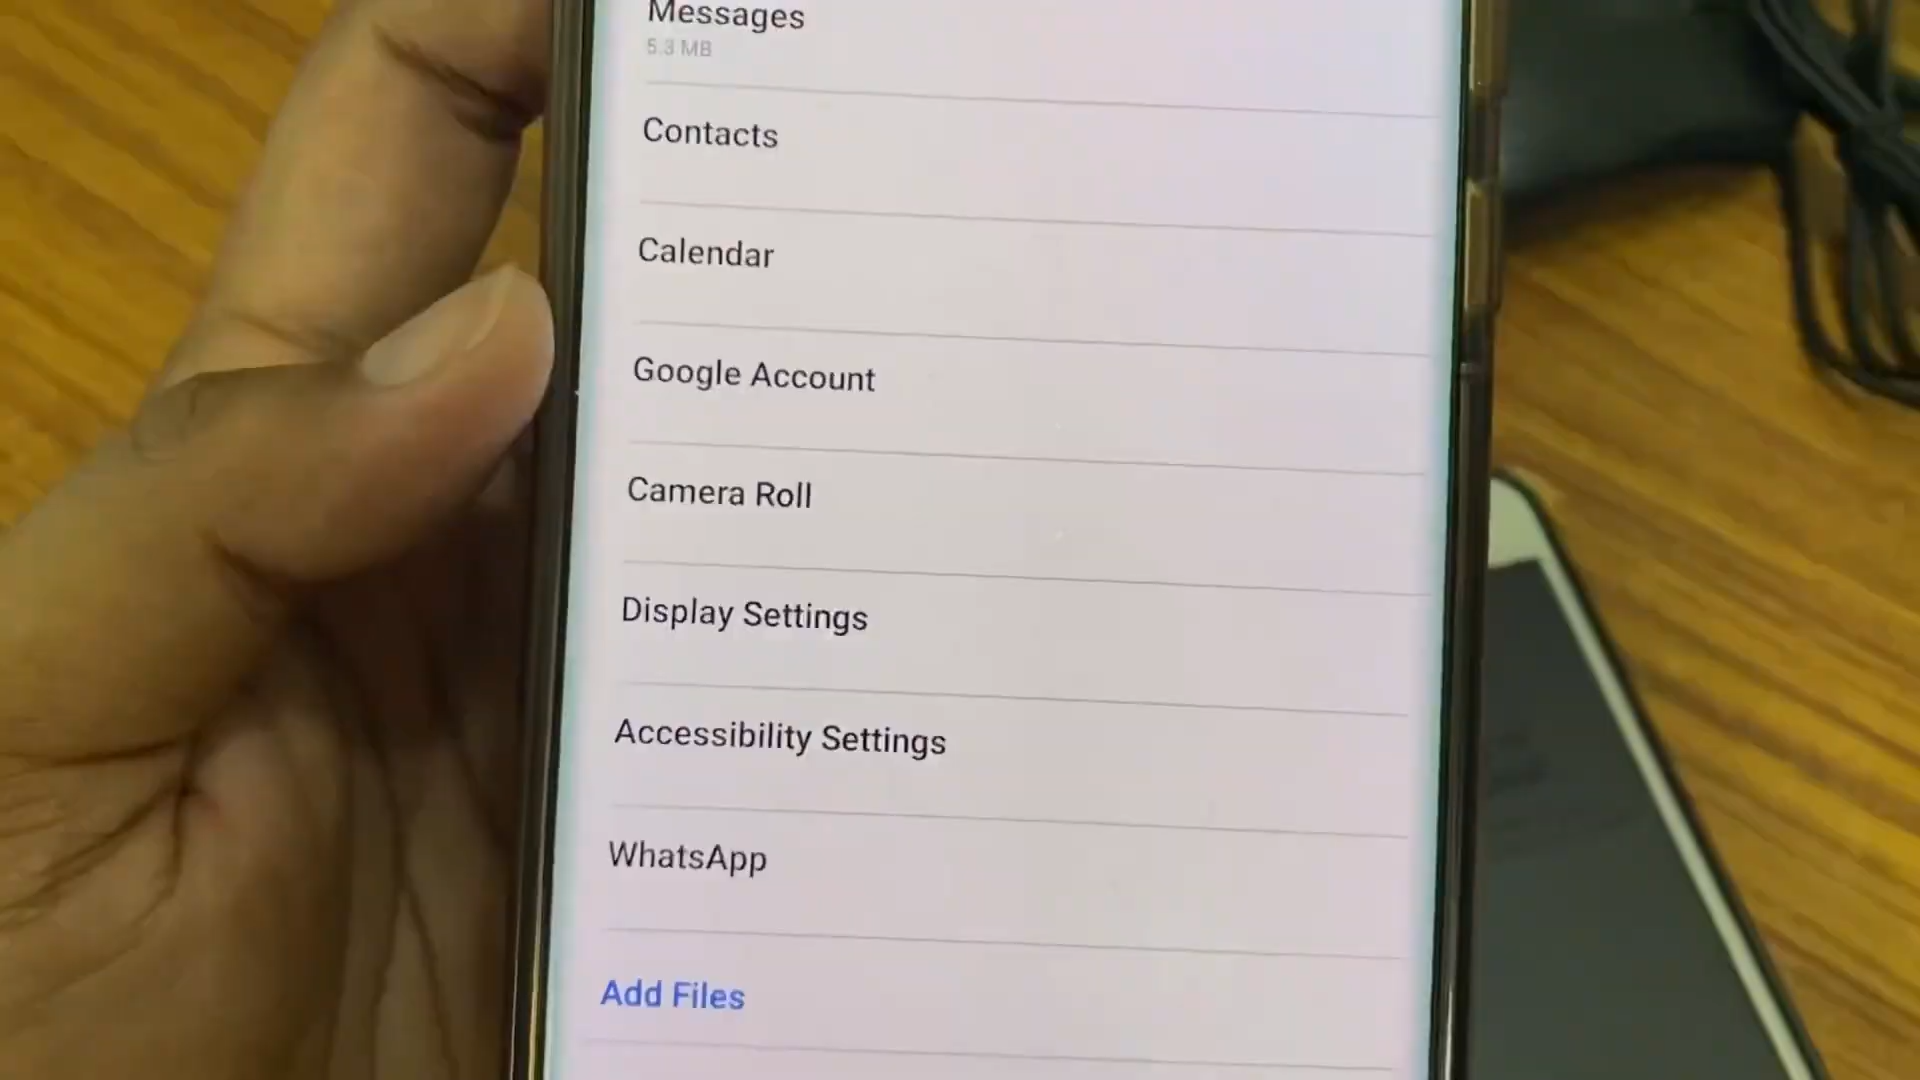 Messages
5.3 MB
Contacts
Calendar
Google Account
Camera Roll
Display Settings
Accessibility Settings
WhatsApp
Add Files